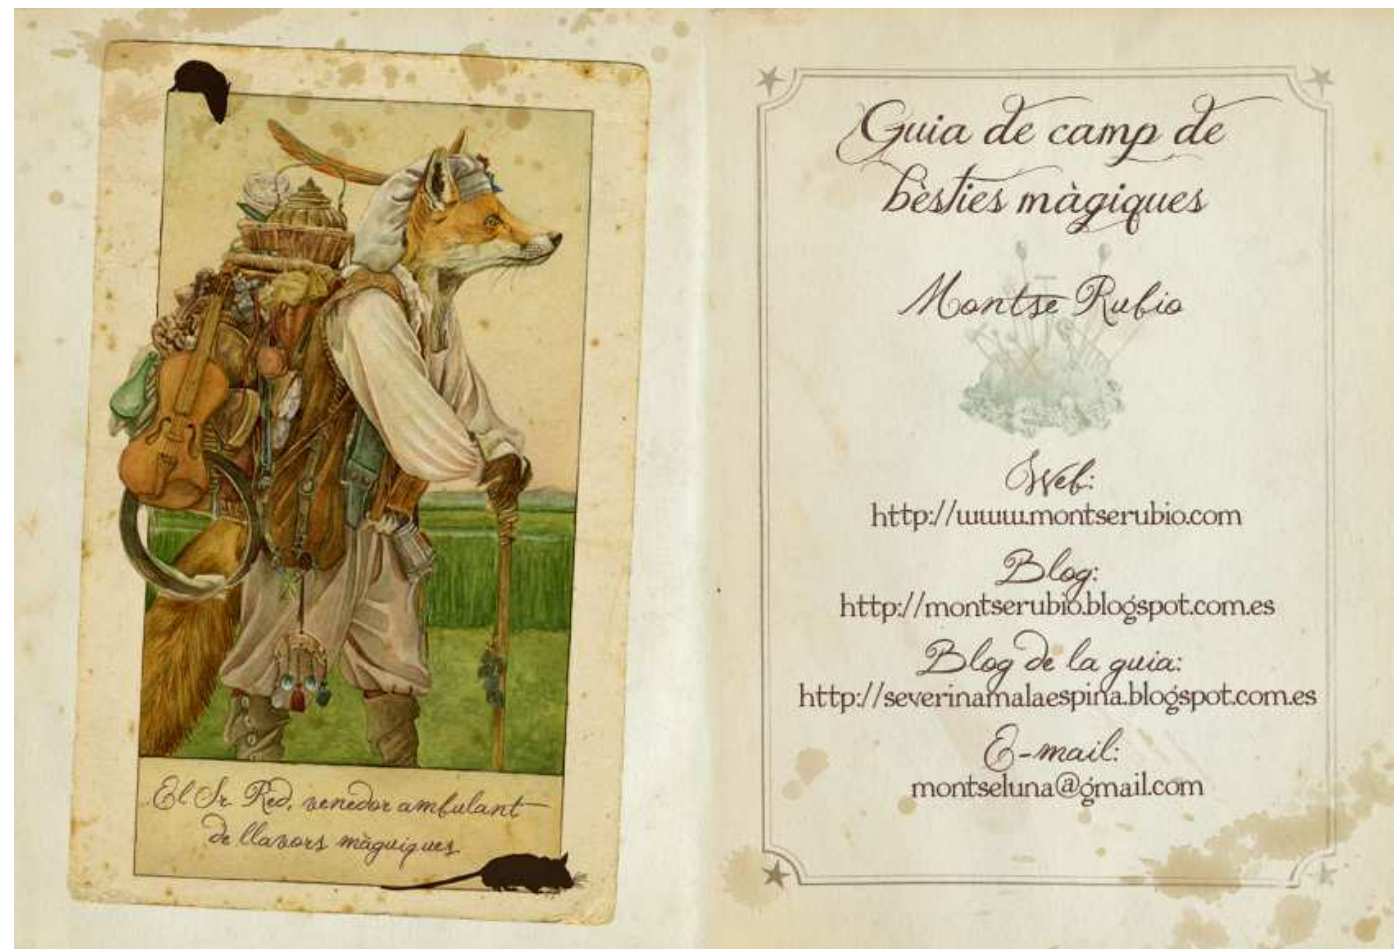 El Sr. Red, venedor ambulant
de llavors màguiques
Guia de camp de
bèsties màgiques
Montse Rubio
Web:
http://www.montserubio.com
Blog:
http://montserubio.blogspot.com.es
Blog de la guia:
http://severinamalaespina.blogspot.com.es
E-mail:
montseluna@gmail.com